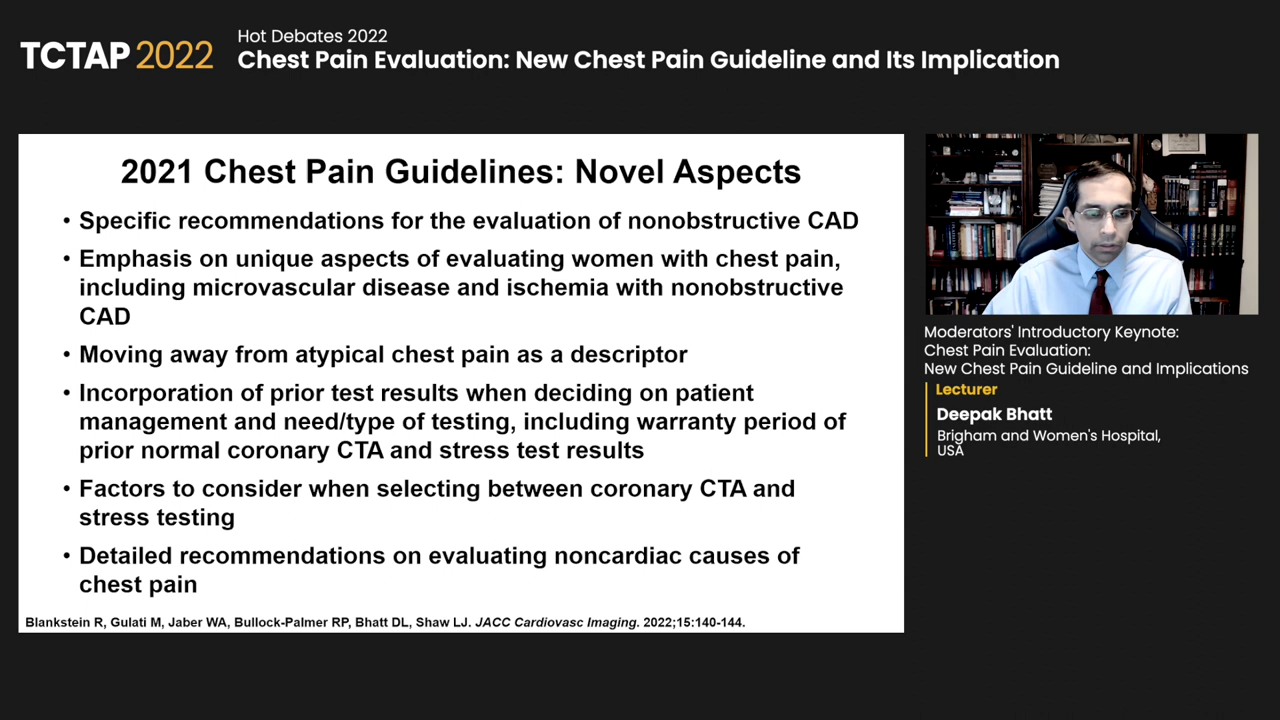 TCTAP 2022
Hot Debates 2022
Chest Pain Evaluation: New Chest Pain Guideline and Its Implication
2021 Chest Pain Guidelines: Novel Aspects
• Specific recommendations for the evaluation of nonobstructive CAD
• Emphasis on unique aspects of evaluating women with chest pain,
including microvascular disease and ischemia with nonobstructive
CAD
• Moving away from atypical chest pain as a descriptor
• Incorporation of prior test results when deciding on patient
management and need/type of testing, including warranty period of
prior normal coronary CTA and stress test results
• Factors to consider when selecting between coronary CTA and
stress testing
• Detailed recommendations on evaluating noncardiac causes of
chest pain
Blankstein R, Gulati M, Jaber WA, Bullock-Palmer RP, Bhatt DL, Shaw LJ. JACC Cardiovasc Imaging. 2022;15:140-144.
Moderators' Introductory Keynote:
Chest Pain Evaluation:
New Chest Pain Guideline and Implications
Lecturer
Deepak Bhatt
Brigham and Women's Hospital,
USA